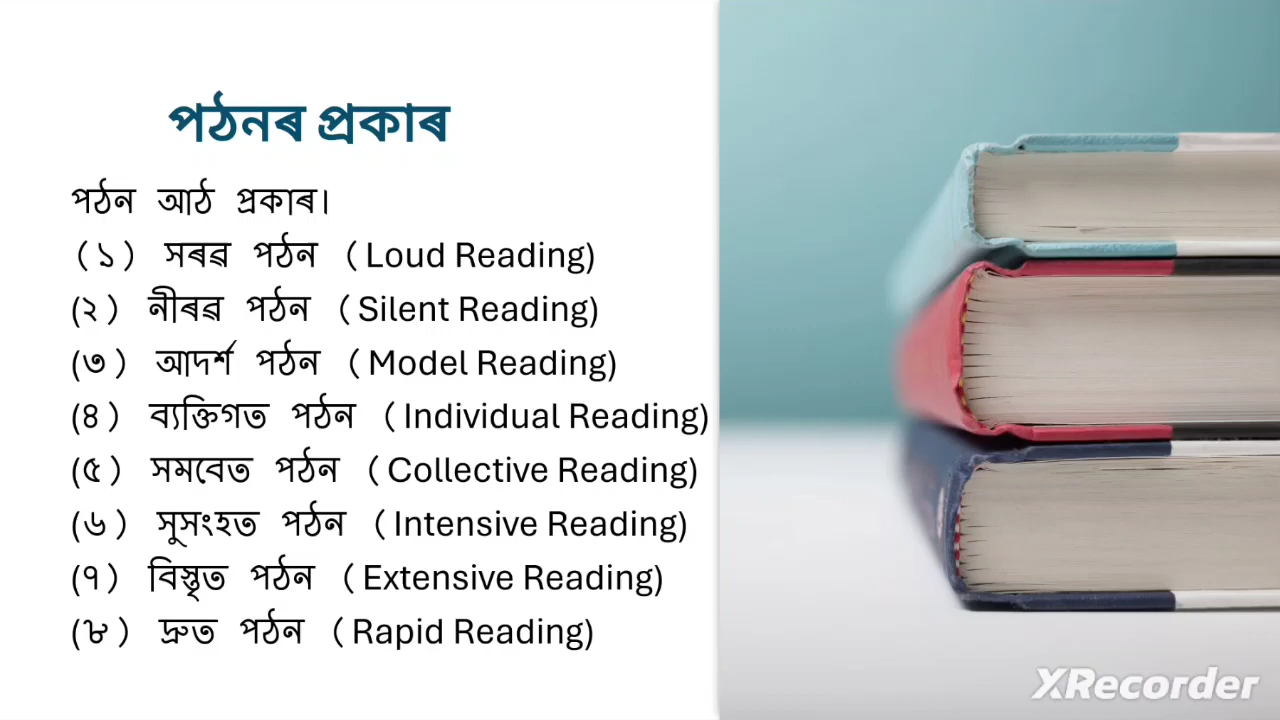 পঠনৰ প্ৰকাৰ
পঠন আঠ প্ৰকাৰ।
(১) সৰৱ পঠন (Loud Reading)
(২) নীৰৱ পঠন (Silent Reading)
(৩) আদৰ্শ পঠন (Model Reading)
(৪) ব্যক্তিগত পঠন (Individual Reading)
(৫) সমবেত পঠন (Collective Reading)
(৬) সুসংহত পঠন (Intensive Reading)
(৭) বিস্তৃত পঠন (Extensive Reading)
(৮) দ্ৰুত পঠন (Rapid Reading)
XRecorder